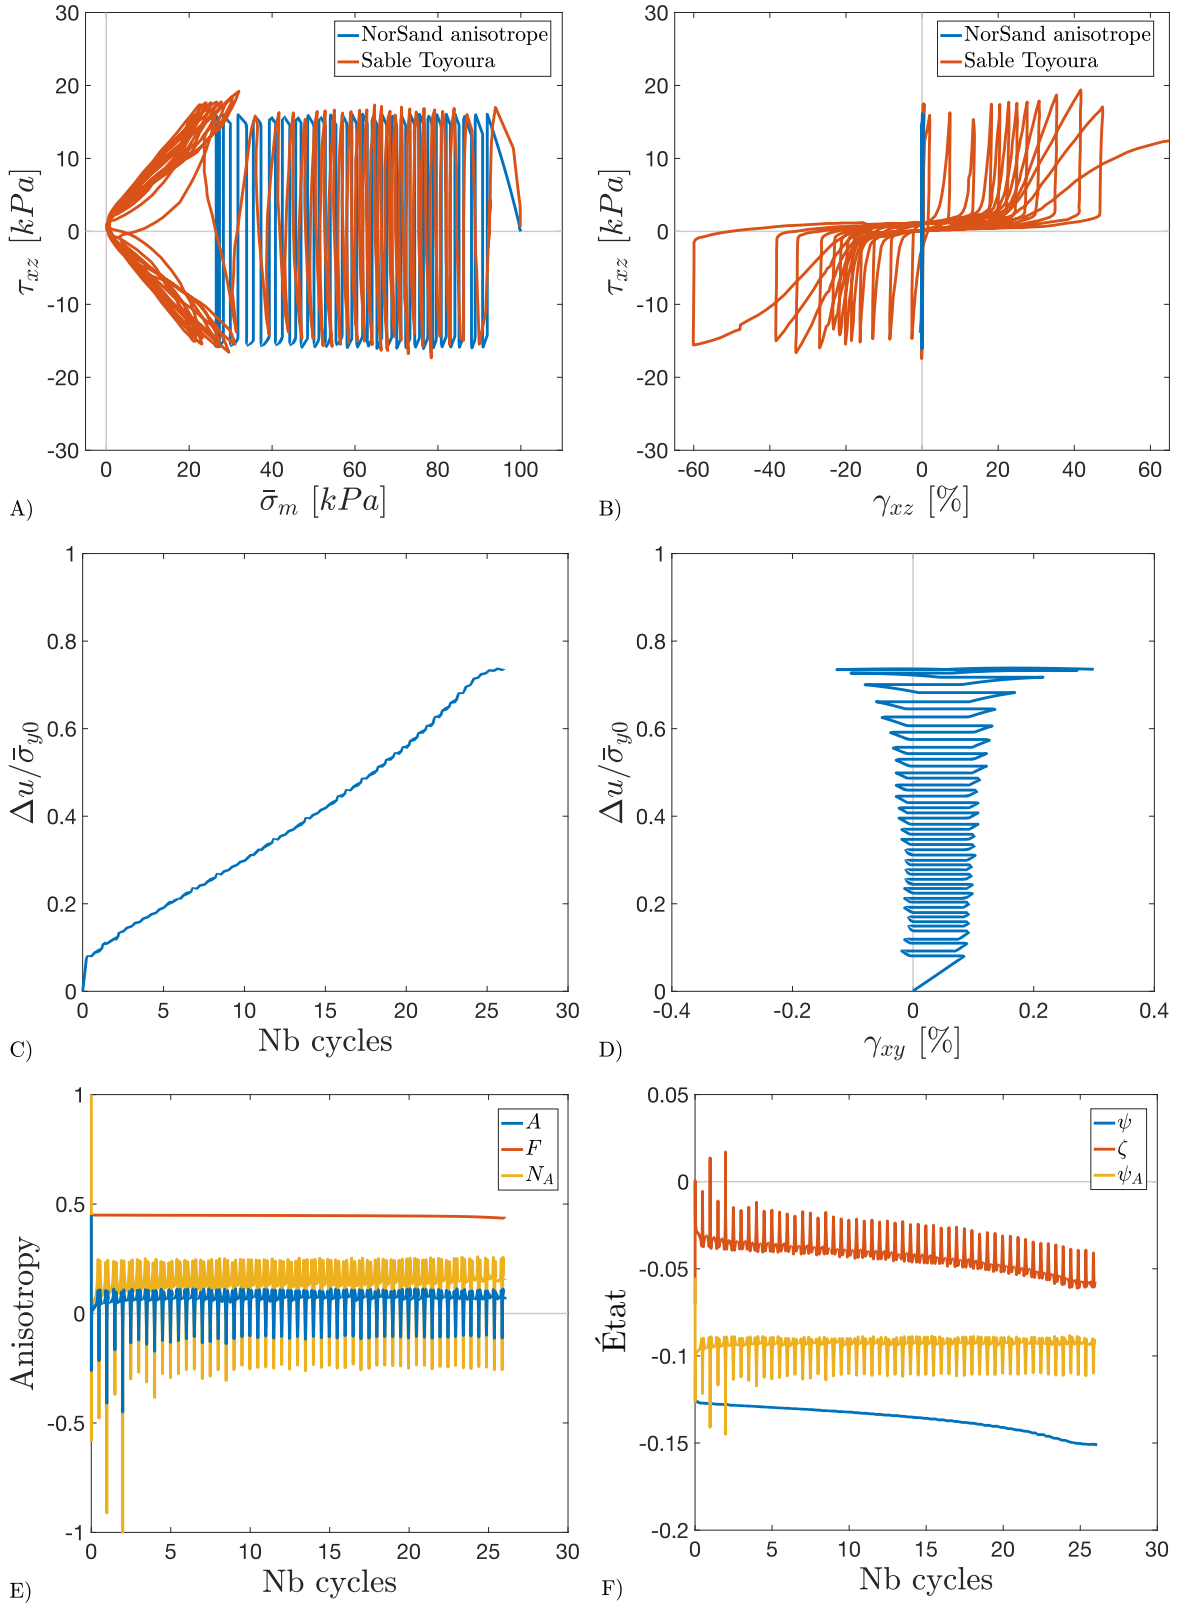 30
20
10
0
-10
-20
-30
τxz [kPa]
NorSand anisotrope
Sable Toyoura
0 20 40 60 80 100
σ̄m [kPa]
A)
30
20
10
0
-10
-20
-30
τxz [kPa]
NorSand anisotrope
Sable Toyoura
-60 -40 -20 0 20 40 60
γxz [%]
B)
1
0.8
0.6
0.4
0.2
0
Δu/σ̄y0
0 5 10 15 20 25 30
Nb cycles
C)
1
0.8
0.6
0.4
0.2
0
Δu/σ̄y0
-0.4 -0.2 0 0.2 0.4
γxy [%]
D)
1
0.5
0
-0.5
-1
Anisotropy
A
F
NA
0 5 10 15 20 25 30
Nb cycles
E)
0.05
0
-0.05
-0.1
-0.15
-0.2
État
ψ
ζ
ψA
0 5 10 15 20 25 30
Nb cycles
F)